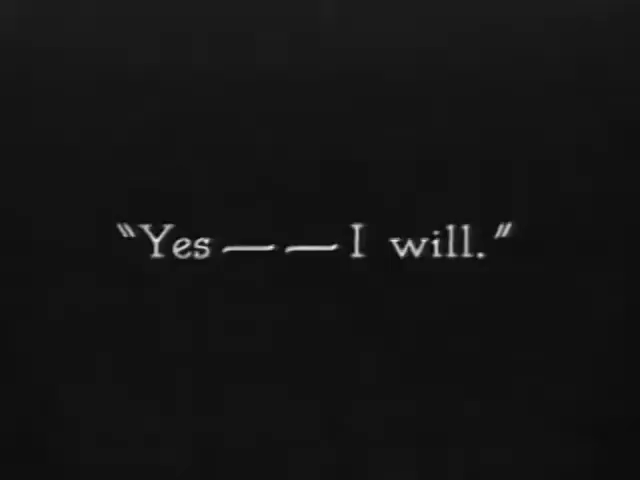 "Yes — — I will."